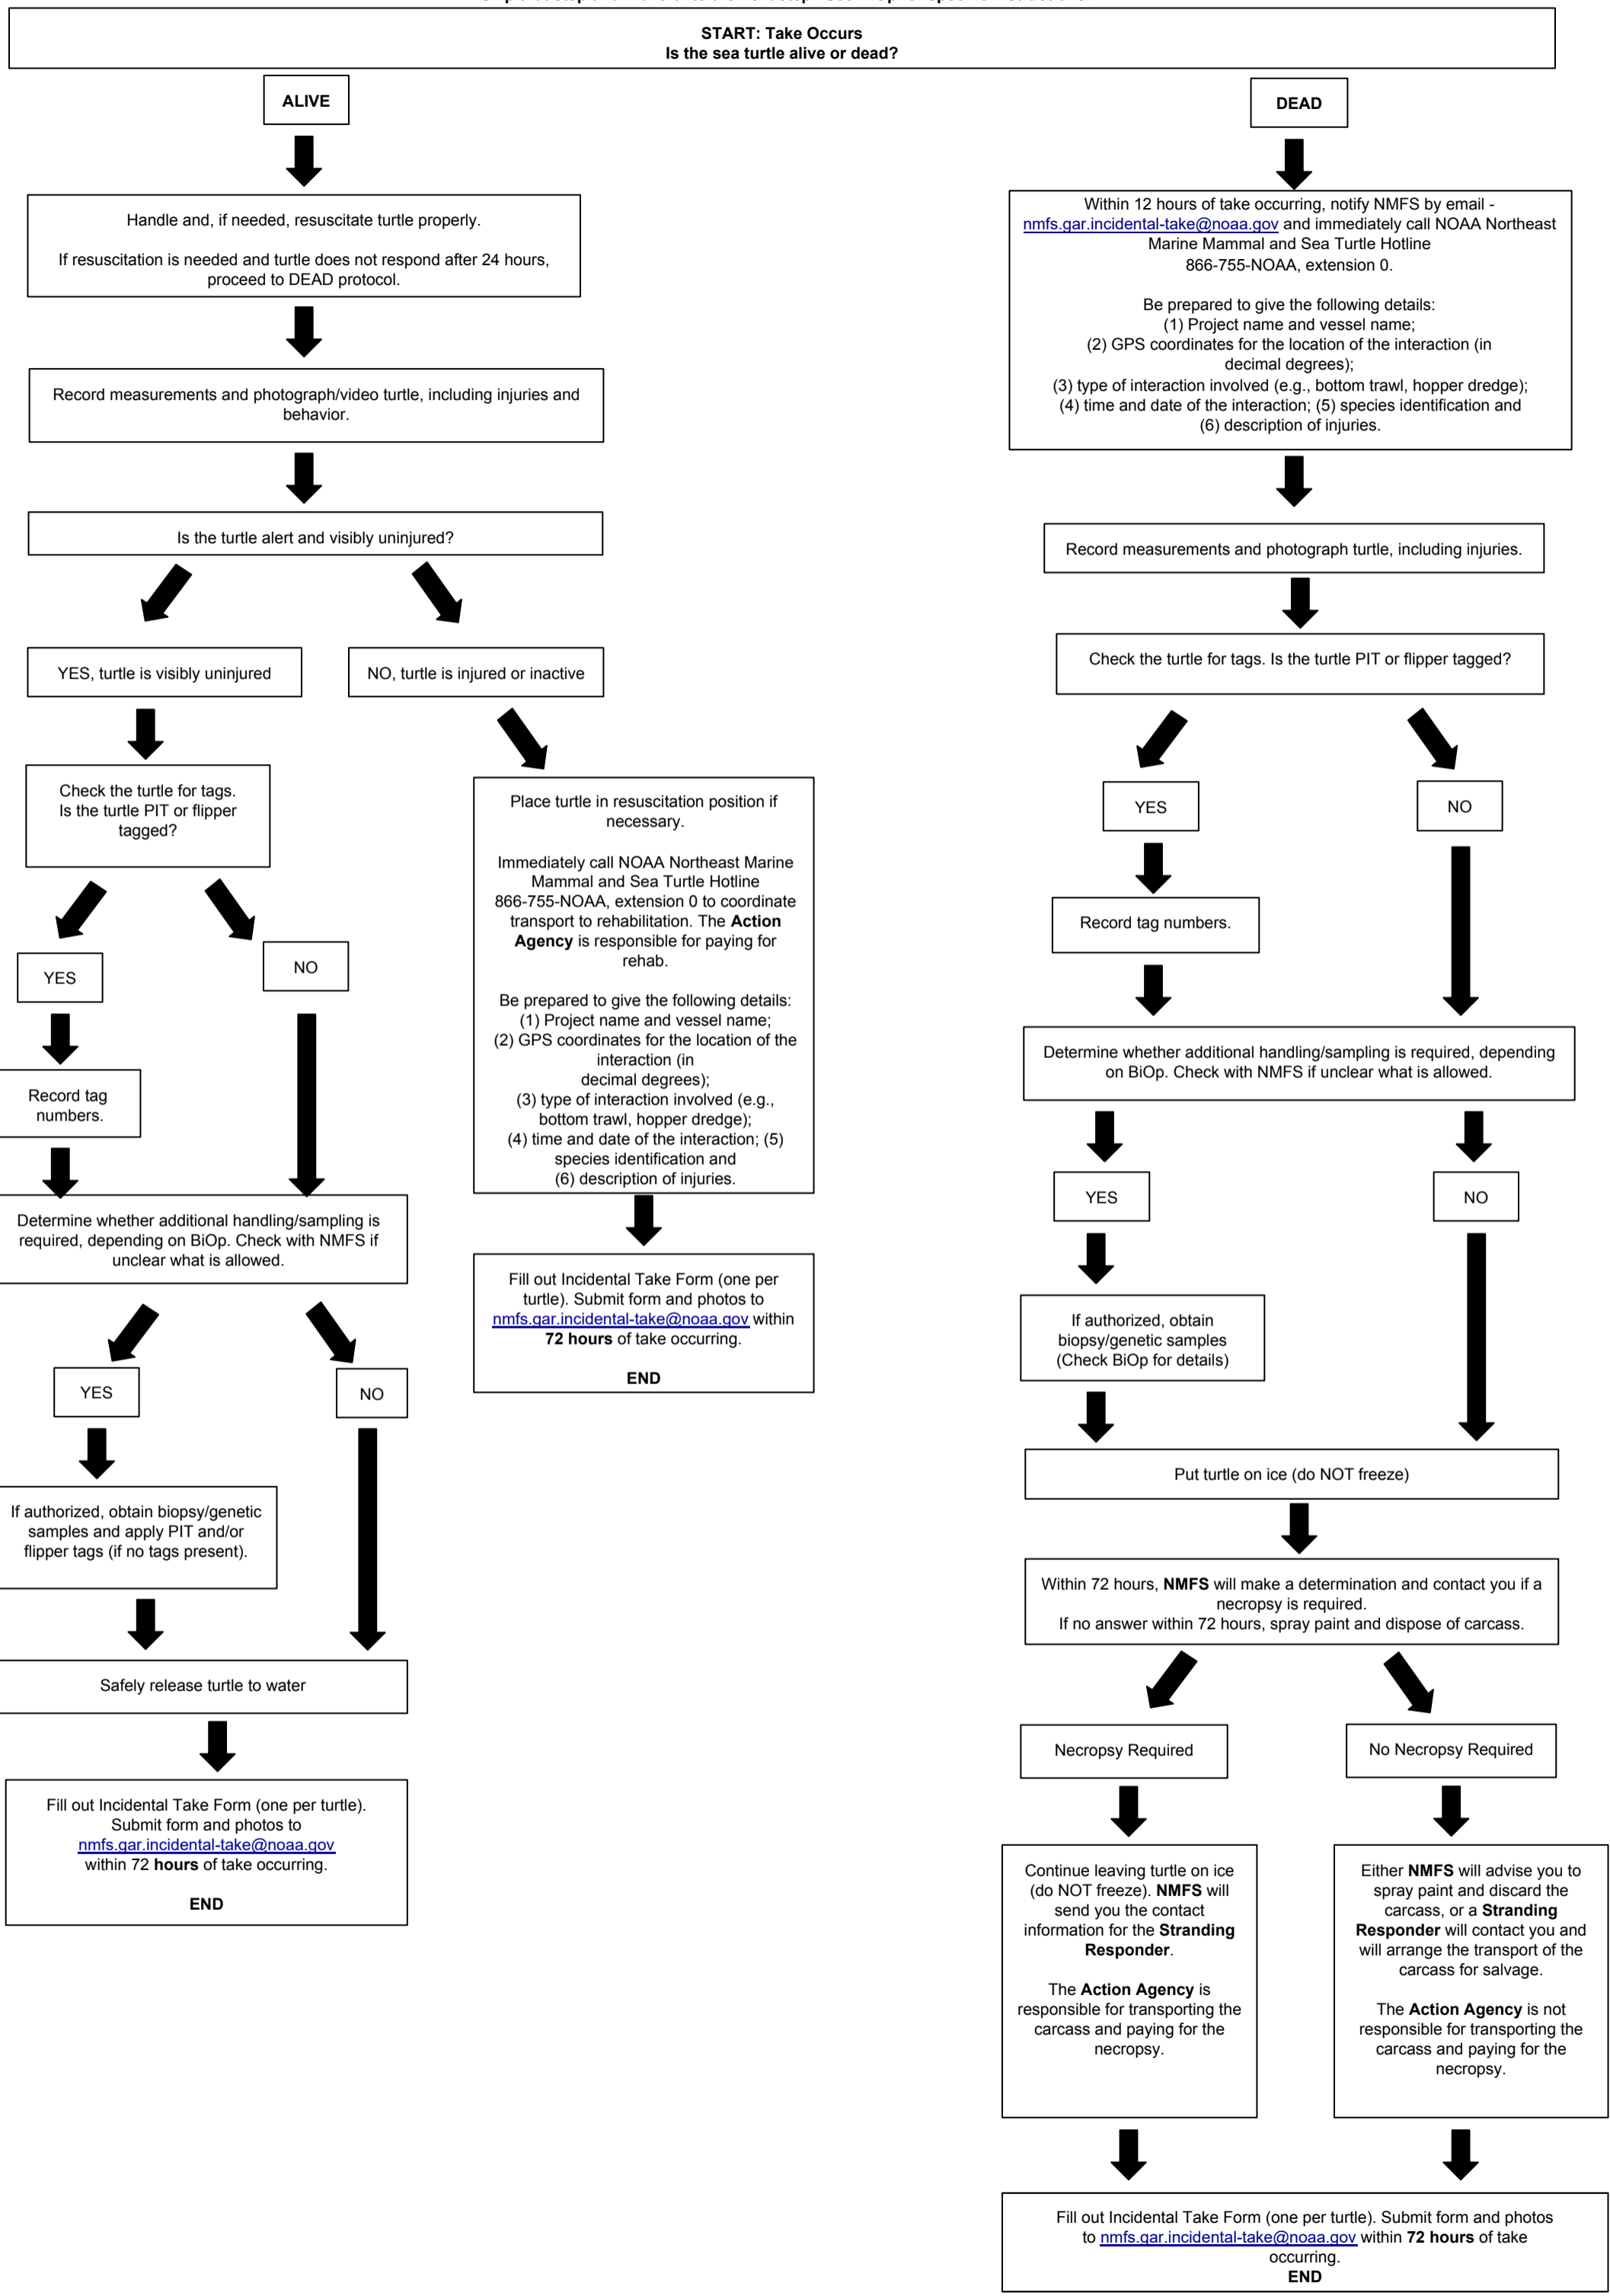 START: Take Occurs
Is the sea turtle alive or dead?
ALIVE
Handle and, if needed, resuscitate turtle properly.
If resuscitation is needed and turtle does not respond after 24 hours,
proceed to DEAD protocol.
Record measurements and photograph/video turtle, including injuries and
behavior.
Is the turtle alert and visibly uninjured?
YES, turtle is visibly uninjured
NO, turtle is injured or inactive
Check the turtle for tags.
Is the turtle PIT or flipper
tagged?
YES
NO
Record tag
numbers.
Determine whether additional handling/sampling is
required, depending on BiOp. Check with NMFS if
unclear what is allowed.
YES
NO
If authorized, obtain biopsy/genetic
samples and apply PIT and/or
flipper tags (if no tags present).
Safely release turtle to water
Fill out Incidental Take Form (one per turtle).
Submit form and photos to
nmfs.gar.incidental-take@noaa.gov
within 72 hours of take occurring.
END
Place turtle in resuscitation position if
necessary.
Immediately call NOAA Northeast Marine
Mammal and Sea Turtle Hotline
866-755-NOAA, extension 0 to coordinate
transport to rehabilitation. The Action
Agency is responsible for paying for
rehab.
Be prepared to give the following details:
(1) Project name and vessel name;
(2) GPS coordinates for the location of the
interaction (in
decimal degrees);
(3) type of interaction involved (e.g.,
bottom trawl, hopper dredge);
(4) time and date of the interaction; (5)
species identification and
(6) description of injuries.
Fill out Incidental Take Form (one per
turtle). Submit form and photos to
nmfs.gar.incidental-take@noaa.gov within
72 hours of take occurring.
END
DEAD
Within 12 hours of take occurring, notify NMFS by email -
nmfs.gar.incidental-take@noaa.gov and immediately call NOAA Northeast
Marine Mammal and Sea Turtle Hotline
866-755-NOAA, extension 0.
Be prepared to give the following details:
(1) Project name and vessel name;
(2) GPS coordinates for the location of the interaction (in
decimal degrees);
(3) type of interaction involved (e.g., bottom trawl, hopper dredge);
(4) time and date of the interaction; (5) species identification and
(6) description of injuries.
Record measurements and photograph turtle, including injuries.
Check the turtle for tags. Is the turtle PIT or flipper tagged?
YES
NO
Record tag numbers.
Determine whether additional handling/sampling is required, depending
on BiOp. Check with NMFS if unclear what is allowed.
YES
NO
If authorized, obtain
biopsy/genetic samples
(Check BiOp for details)
Put turtle on ice (do NOT freeze)
Within 72 hours, NMFS will make a determination and contact you if a
necropsy is required.
If no answer within 72 hours, spray paint and dispose of carcass.
Necropsy Required
No Necropsy Required
Continue leaving turtle on ice
(do NOT freeze). NMFS will
send you the contact
information for the Stranding
Responder.
The Action Agency is
responsible for transporting the
carcass and paying for the
necropsy.
Either NMFS will advise you to
spray paint and discard the
carcass, or a Stranding
Responder will contact you and
will arrange the transport of the
carcass for salvage.
The Action Agency is not
responsible for transporting the
carcass and paying for the
necropsy.
Fill out Incidental Take Form (one per turtle). Submit form and photos
to nmfs.gar.incidental-take@noaa.gov within 72 hours of take
occurring.
END